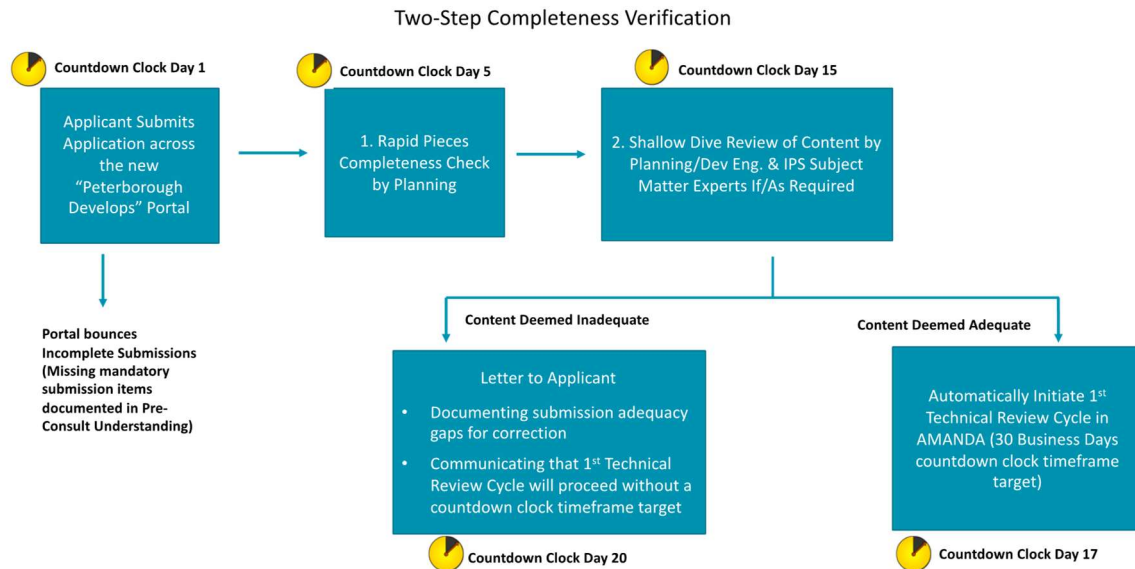 Two-Step Completeness Verification
Countdown Clock Day 1
Applicant Submits
Application across
the new
“Peterborough
Develops” Portal
Portal bounces
Incomplete Submissions
(Missing mandatory
submission items
documented in Pre-
Consult Understanding)
Countdown Clock Day 5
1. Rapid Pieces
Completeness Check
by Planning
Countdown Clock Day 15
2. Shallow Dive Review of Content by
Planning/Dev Eng. & IPS Subject
Matter Experts If/As Required
Content Deemed Inadequate
Letter to Applicant
• Documenting submission adequacy
gaps for correction
• Communicating that 1st Technical
Review Cycle will proceed without a
countdown clock timeframe target
Countdown Clock Day 20
Content Deemed Adequate
Automatically Initiate 1st
Technical Review Cycle in
AMANDA (30 Business Days
countdown clock timeframe
target)
Countdown Clock Day 17